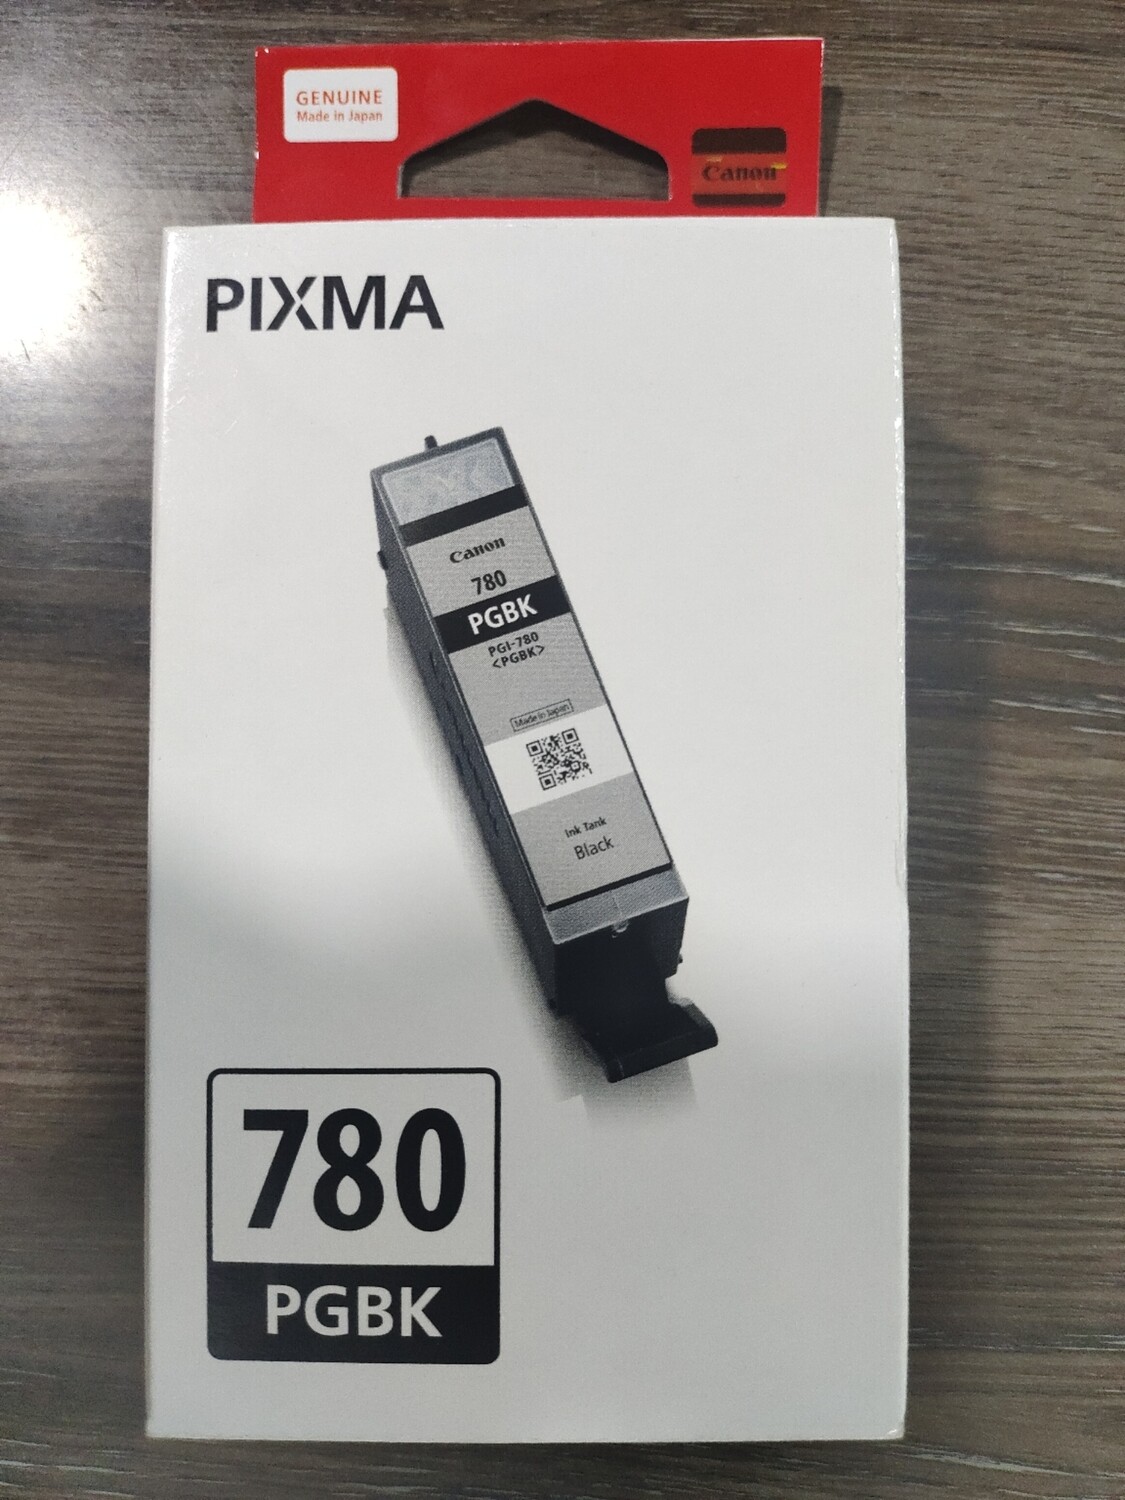 GENUINE
Made in Japan
Canon
PIXMA
Canon
780
PGBK
PGI-780
<PGBK>
Made in Japan
Ink Tank
Black
780
PGBK